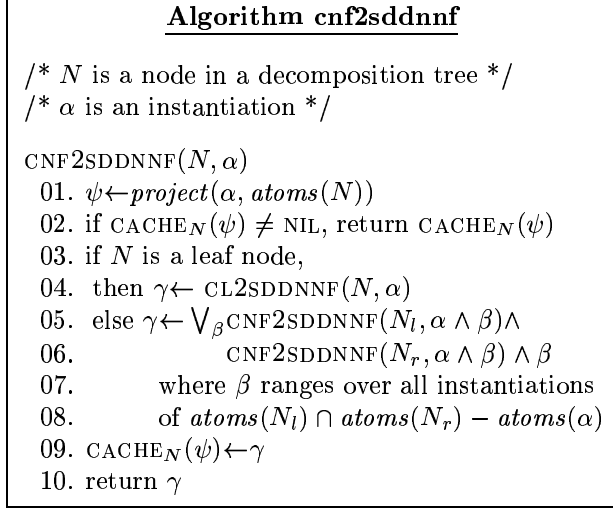 Algorithm cnf2sddnnf
/* N is a node in a decomposition tree */
/* α is an instantiation */
CNF2SDDNNF(N, α)
01. ψ←project(α, atoms(N))
02. if CACHE_N(ψ) ≠ NIL, return CACHE_N(ψ)
03. if N is a leaf node,
04. then γ← CL2SDDNNF(N, α)
05. else γ← ⋁_β CNF2SDDNNF(N_l, α ∧ β)∧
06. CNF2SDDNNF(N_r, α ∧ β) ∧ β
07. where β ranges over all instantiations
08. of atoms(N_l) ∩ atoms(N_r) − atoms(α)
09. CACHE_N(ψ)←γ
10. return γ